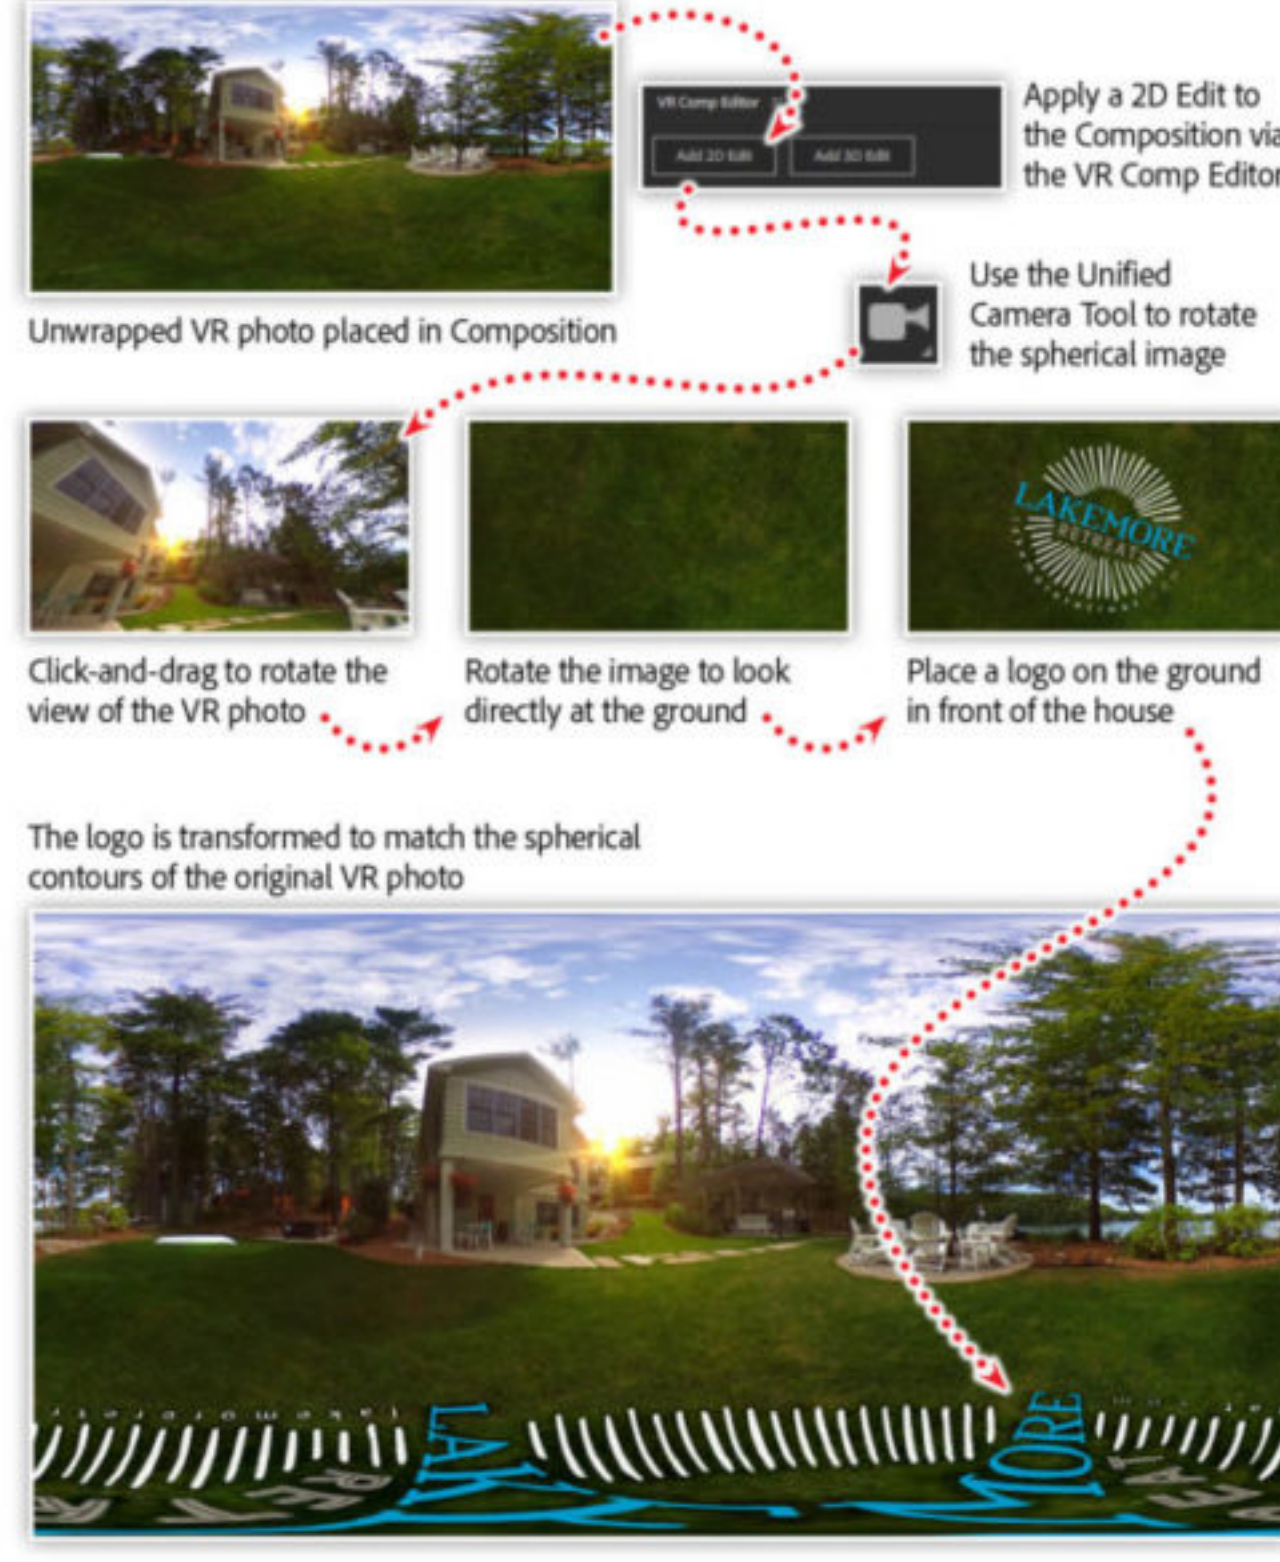 VR Comp Editor
Add 2D Edit
Add 3D Edit
Apply a 2D Edit to
the Composition via
the VR Comp Editor
Unwrapped VR photo placed in Composition
Use the Unified
Camera Tool to rotate
the spherical image
LAKEMORE
RETREAT
Click-and-drag to rotate the
view of the VR photo
Rotate the image to look
directly at the ground
Place a logo on the ground
in front of the house
The logo is transformed to match the spherical
contours of the original VR photo
LAK
MORE